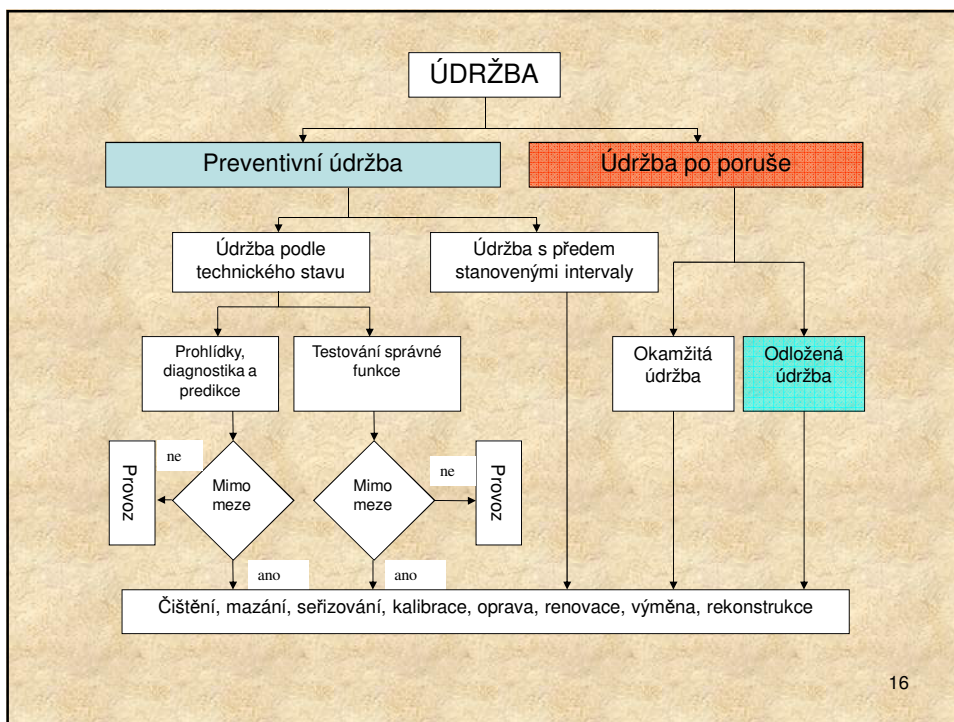 ÚDRŽBA
Preventivní údržba
Údržba po poruše
Údržba podle
technického stavu
Údržba s předem
stanovenými intervaly
Prohlídky,
diagnostika a
predikce
Testování správné
funkce
Okamžitá
údržba
Odložená
údržba
Provoz
ne
Mimo
meze
Mimo
meze
ne
Provoz
ano
ano
Čištění, mazání, seřizování, kalibrace, oprava, renovace, výměna, rekonstrukce
16